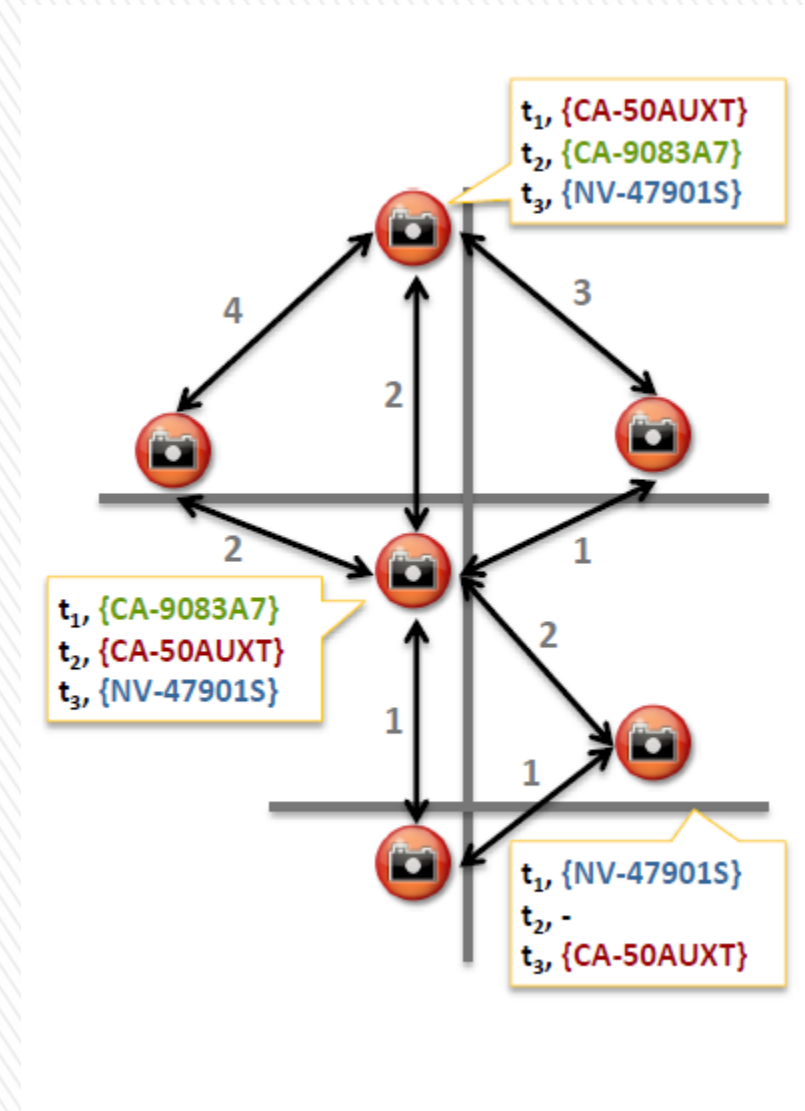 t₁, {CA-50AUXT}
t₂, {CA-9083A7}
t₃, {NV-47901S}
4
3
2
2
1
t₁, {CA-9083A7}
t₂, {CA-50AUXT}
t₃, {NV-47901S}
2
1
1
t₁, {NV-47901S}
t₂, -
t₃, {CA-50AUXT}